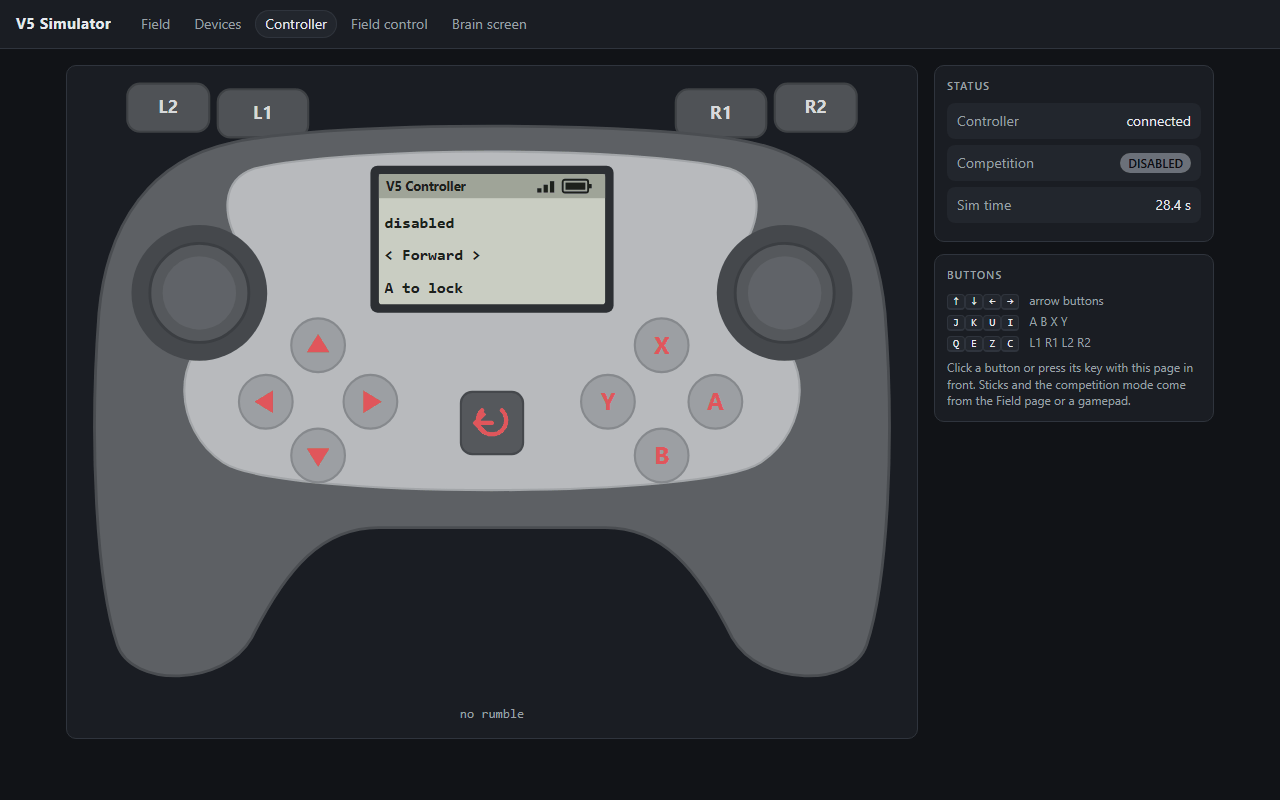 V5 Simulator Field Devices Controller Field control Brain screen
L2 L1 R1 R2
V5 Controller
disabled
< Forward >
A to lock
X
Y A
B
no rumble
STATUS
Controller connected
Competition DISABLED
Sim time 28.4 s
BUTTONS
↑ ↓ ← → arrow buttons
J K U I A B X Y
Q E Z C L1 R1 L2 R2
Click a button or press its key with this page in
front. Sticks and the competition mode come
from the Field page or a gamepad.